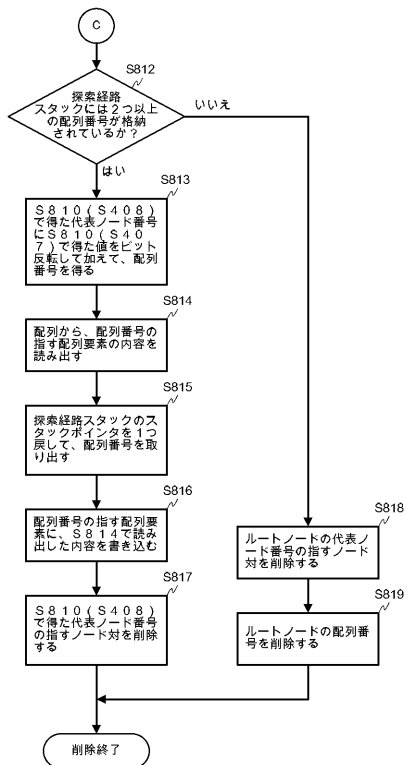 C
S812
探索経路
スタックには２つ以上
の配列番号が格納
されているか？
いいえ
はい
S813
Ｓ８１０（Ｓ４０８）
で得た代表ノード番号
にＳ８１０（Ｓ４０
７）で得た値をビット
反転して加えて、配列
番号を得る
S814
配列から、配列番号の
指す配列要素の内容を
読み出す
S815
探索経路スタックのス
タックポインタを１つ
戻して、配列番号を取
り出す
S816
配列番号の指す配列要
素に、Ｓ８１４で読み
出した内容を書き込む
S817
Ｓ８１０（Ｓ４０８）
で得た代表ノード番号
の指すノード対を削除
する
S818
ルートノードの代表ノ
ード番号の指すノード
対を削除する
S819
ルートノードの配列番
号を削除する
削除終了